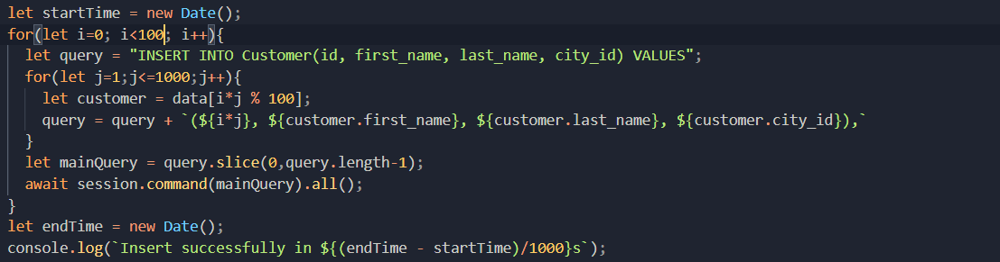 let startTime = new Date();
for(let i=0; i<100; i++){
let query = "INSERT INTO Customer(id, first_name, last_name, city_id) VALUES";
for(let j=1;j<=1000;j++){
let customer = data[i*j % 100];
query = query + `(${i*j}, ${customer.first_name}, ${customer.last_name}, ${customer.city_id}),`
}
let mainQuery = query.slice(0,query.length-1);
await session.command(mainQuery).all();
}
let endTime = new Date();
console.log(`Insert successfully in ${(endTime - startTime)/1000}s`);